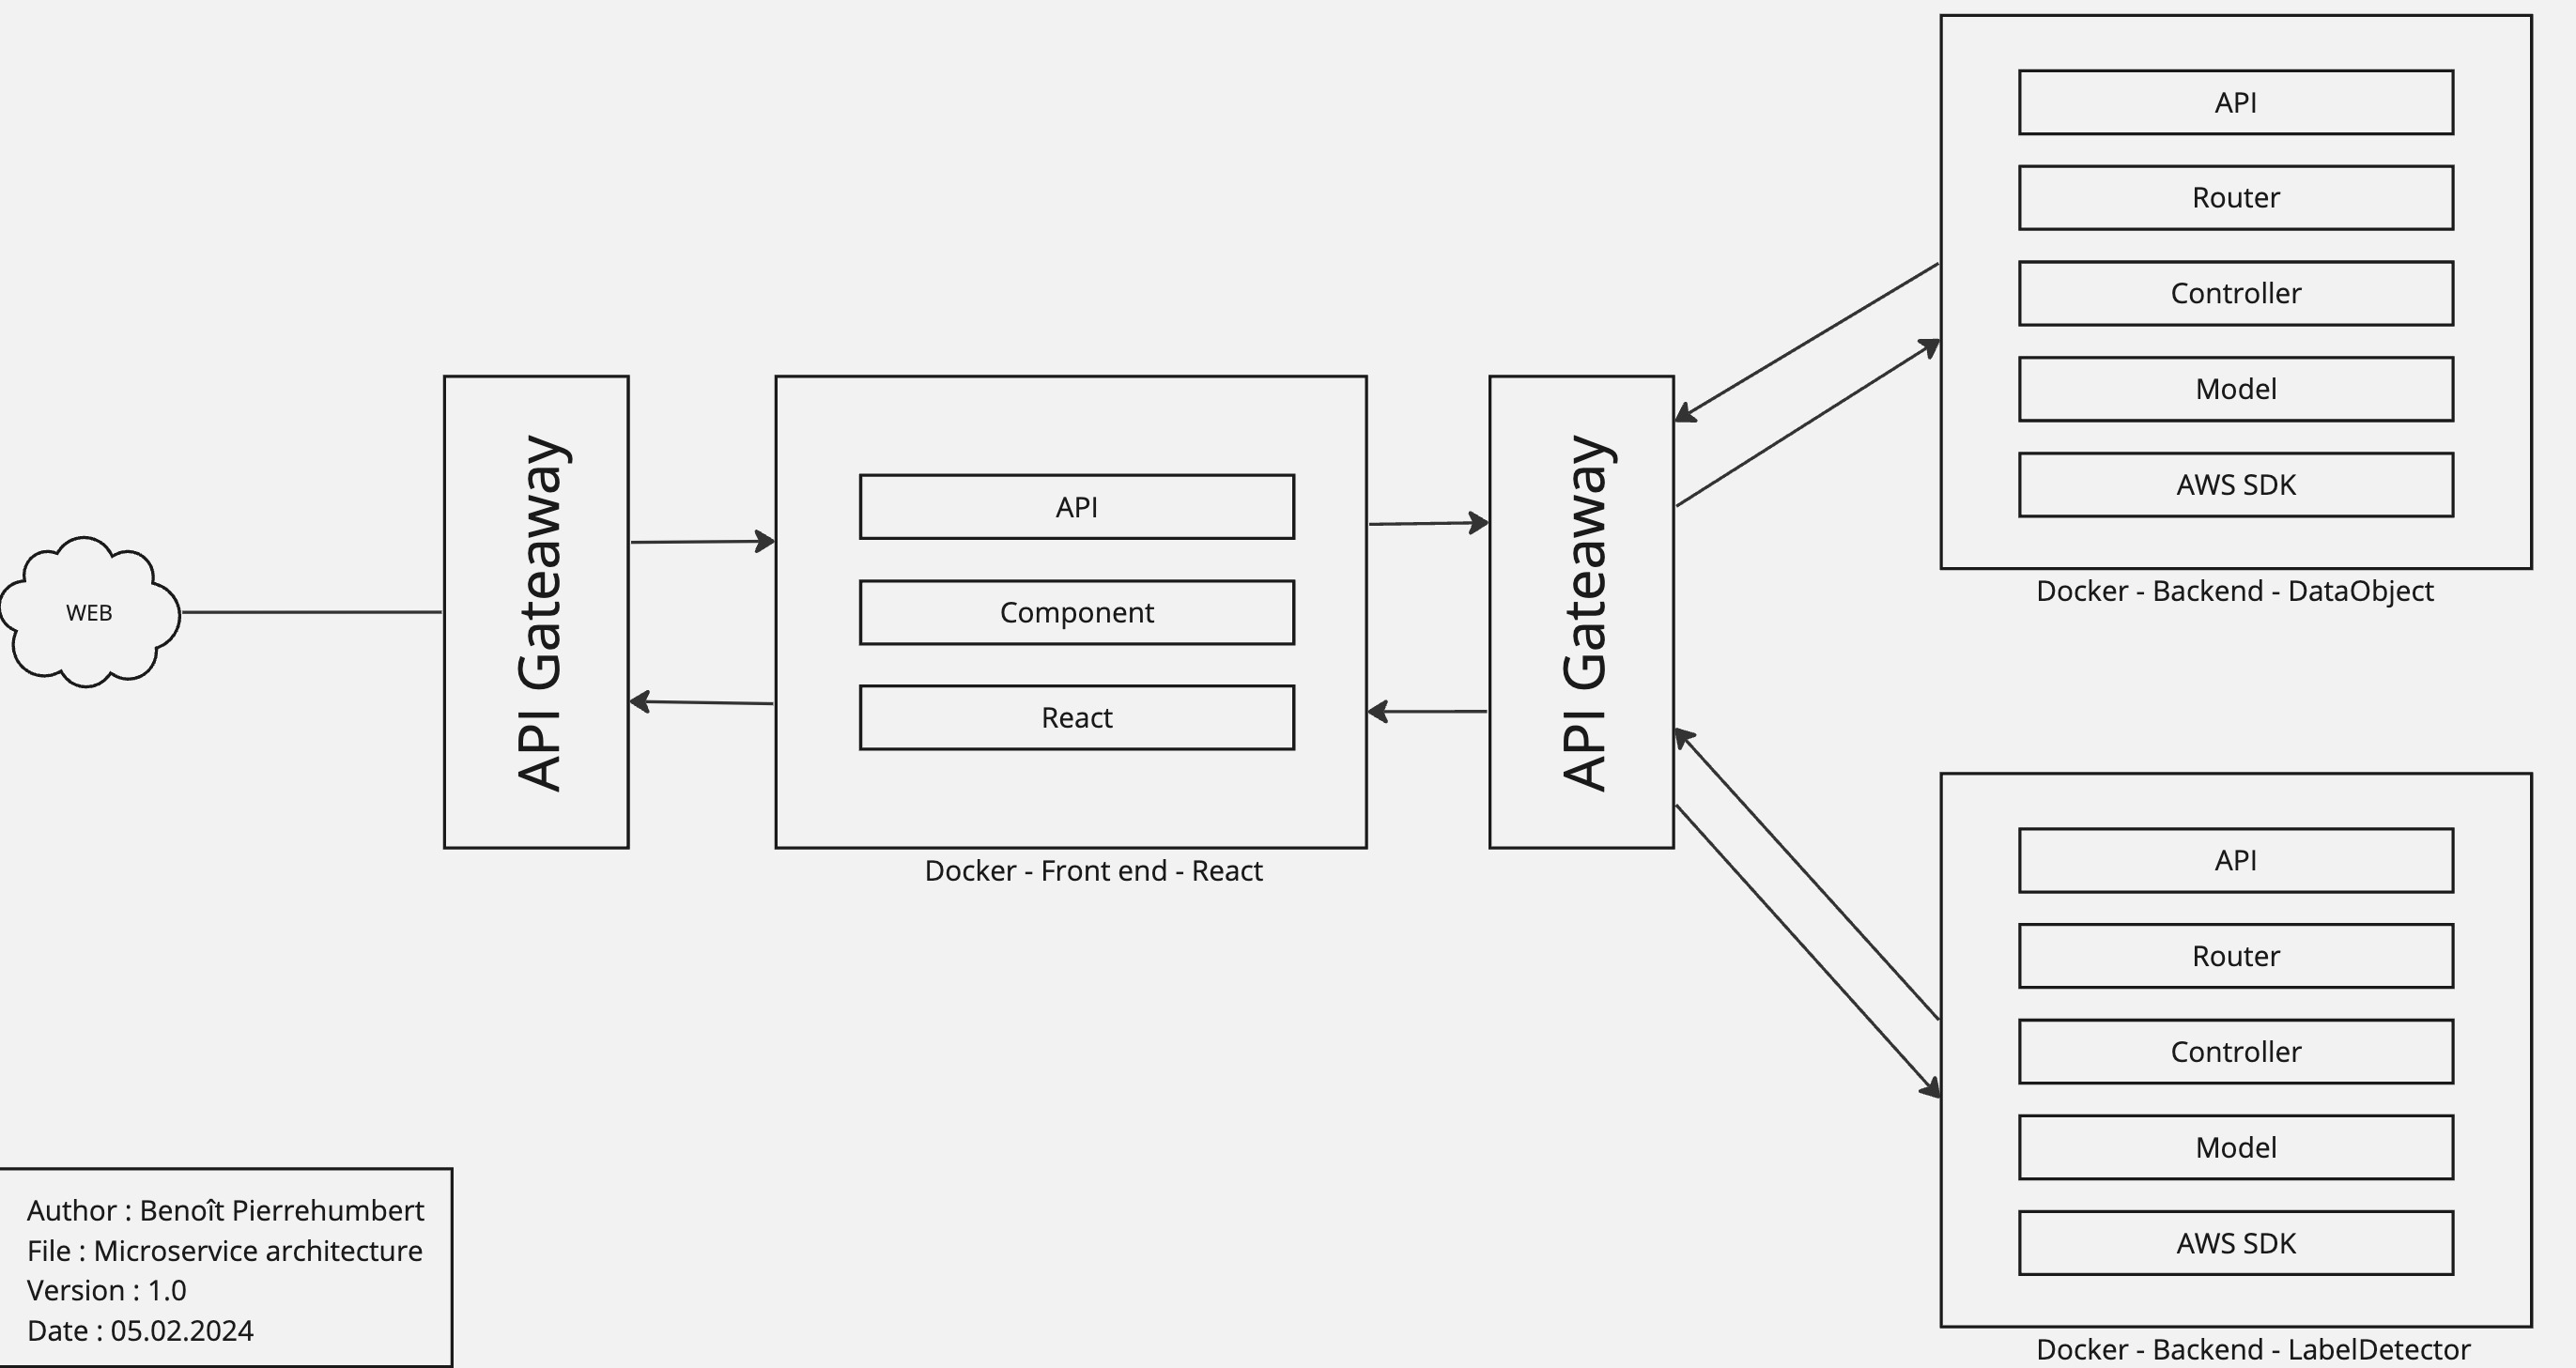 WEB
API Gateaway
API
Component
React
Docker - Front end - React
API Gateaway
API
Router
Controller
Model
AWS SDK
Docker - Backend - DataObject
API
Router
Controller
Model
AWS SDK
Docker - Backend - LabelDetector
Author : Benoît Pierrehumbert
File : Microservice architecture
Version : 1.0
Date : 05.02.2024